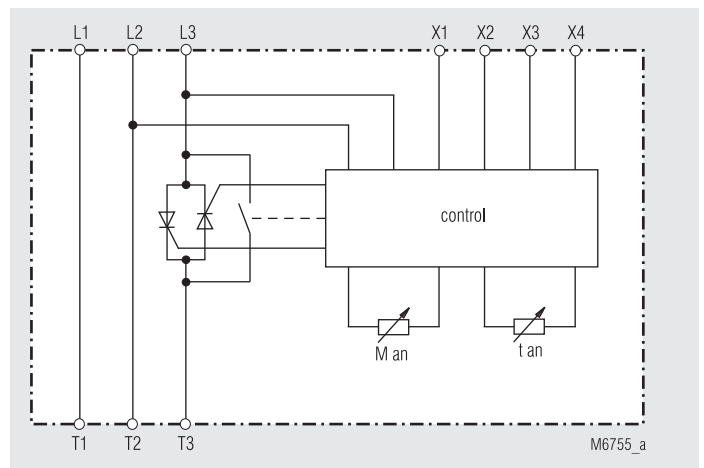 L1 L2 L3 X1 X2 X3 X4
control
M an t an
T1 T2 T3
M6755_a